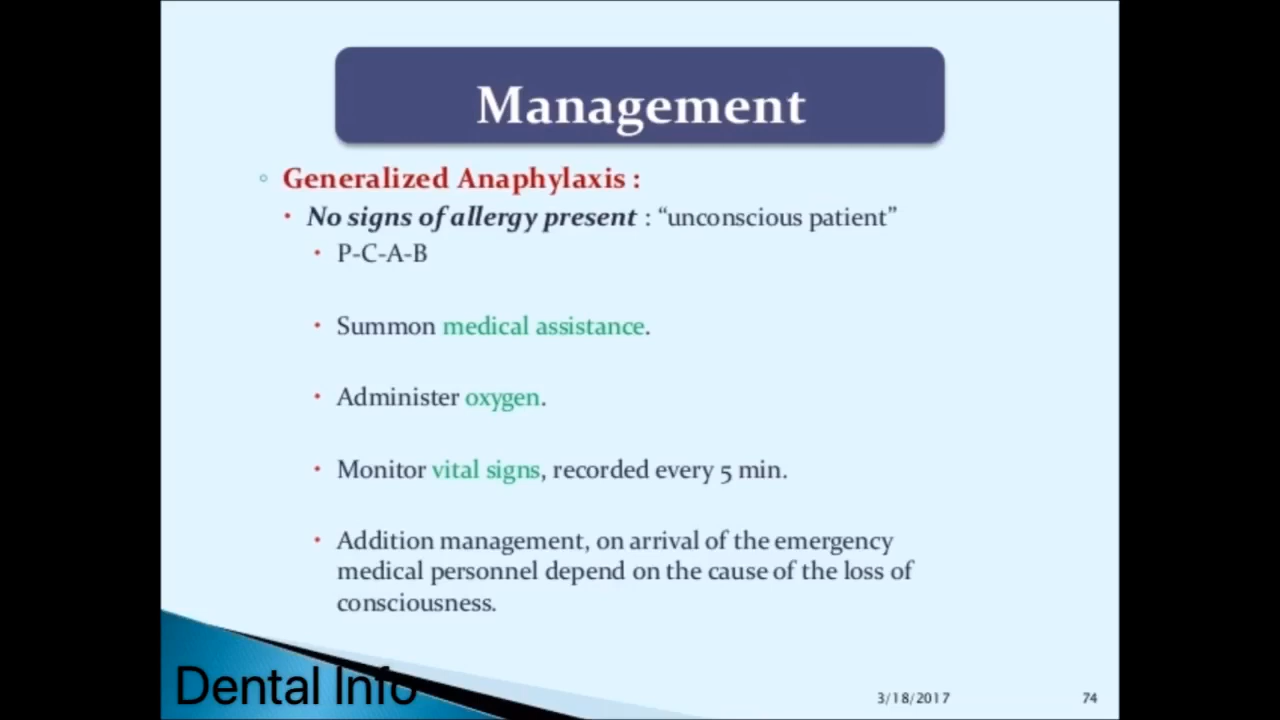 Management
Generalized Anaphylaxis :
No signs of allergy present : “unconscious patient”
P-C-A-B
Summon medical assistance.
Administer oxygen.
Monitor vital signs, recorded every 5 min.
Addition management, on arrival of the emergency
medical personnel depend on the cause of the loss of
consciousness.
Dental Info
3/18/2017
74